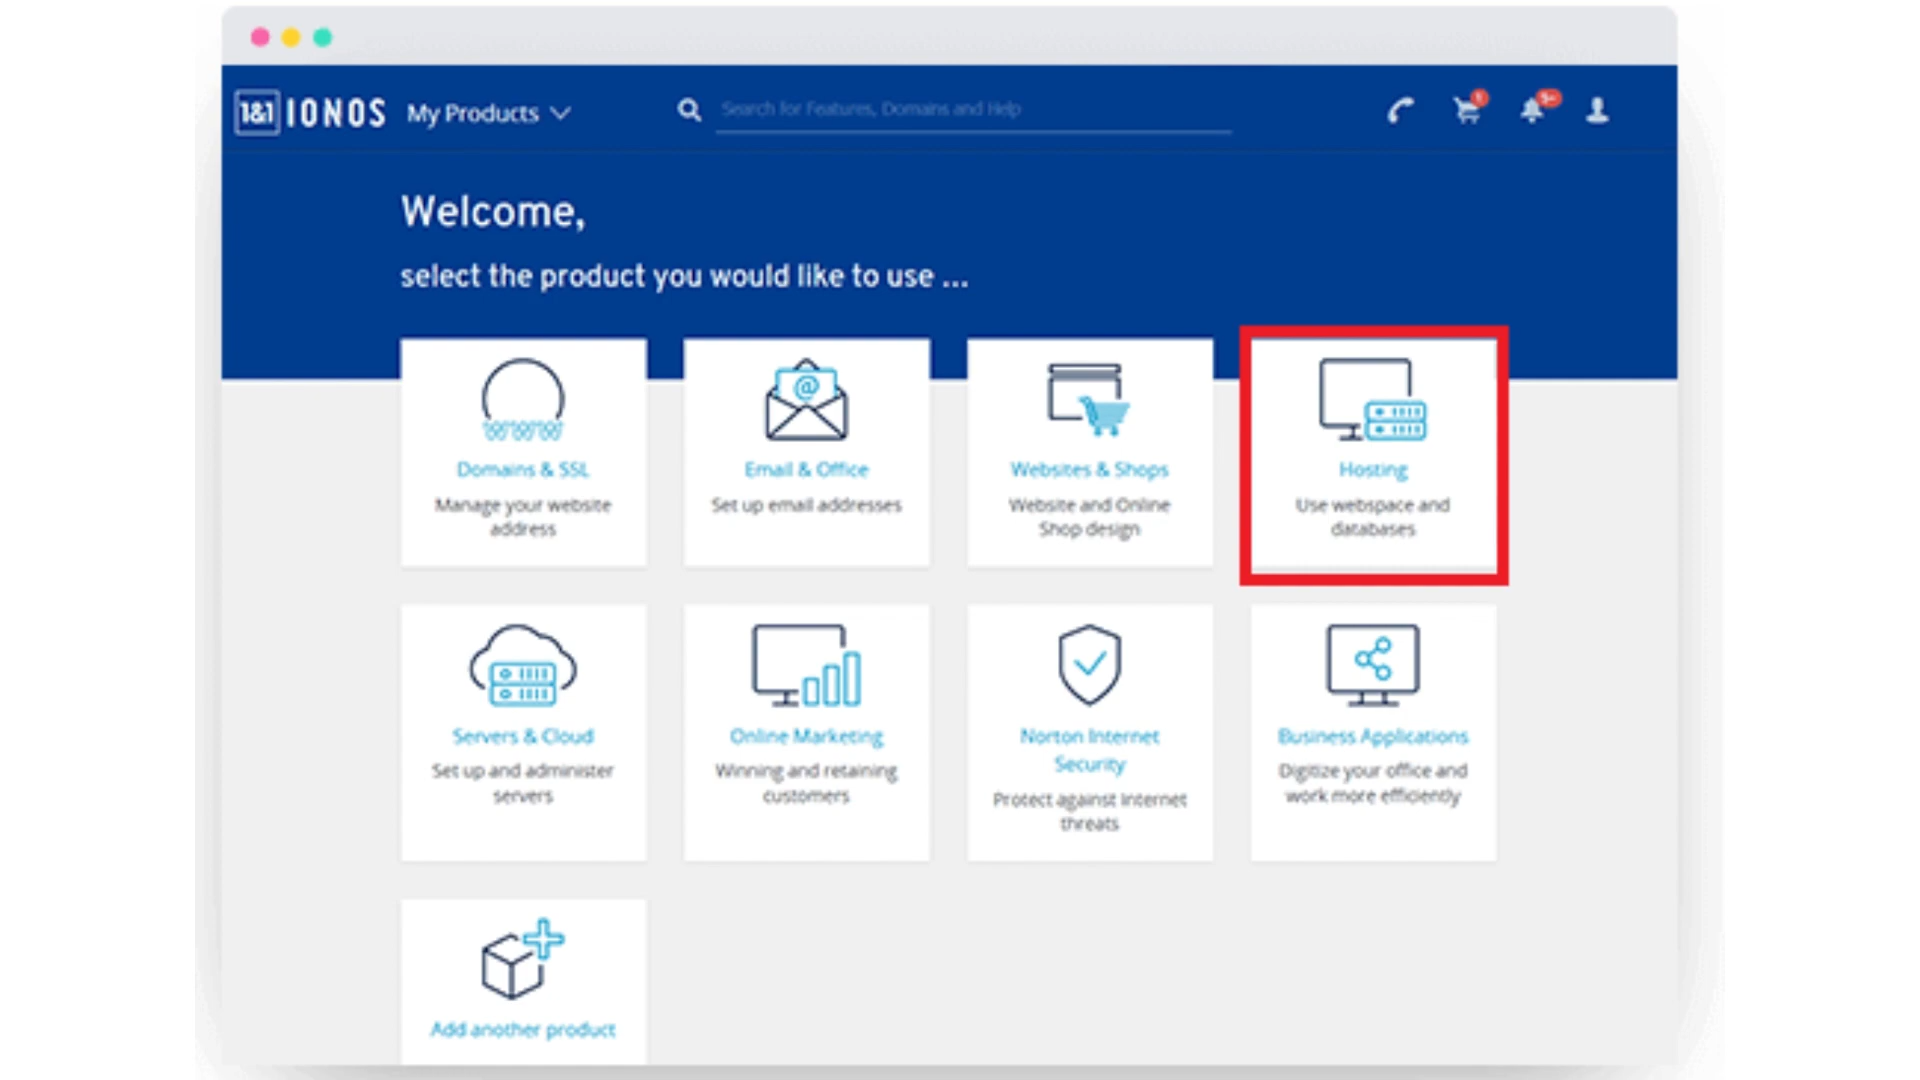 1&1 IONOS My Products Search for Features, Domains and Help 1 9+
Welcome,
select the product you would like to use ...
@
Domains & SSL
Manage your website
address
Email & Office
Set up email addresses
Websites & Shops
Website and Online
Shop design
Hosting
Use webspace and
databases
Servers & Cloud
Set up and administer
servers
Online Marketing
Winning and retaining
customers
Norton Internet
Security
Protect against Internet
threats
Business Applications
Digitize your office and
work more efficiently
Add another product